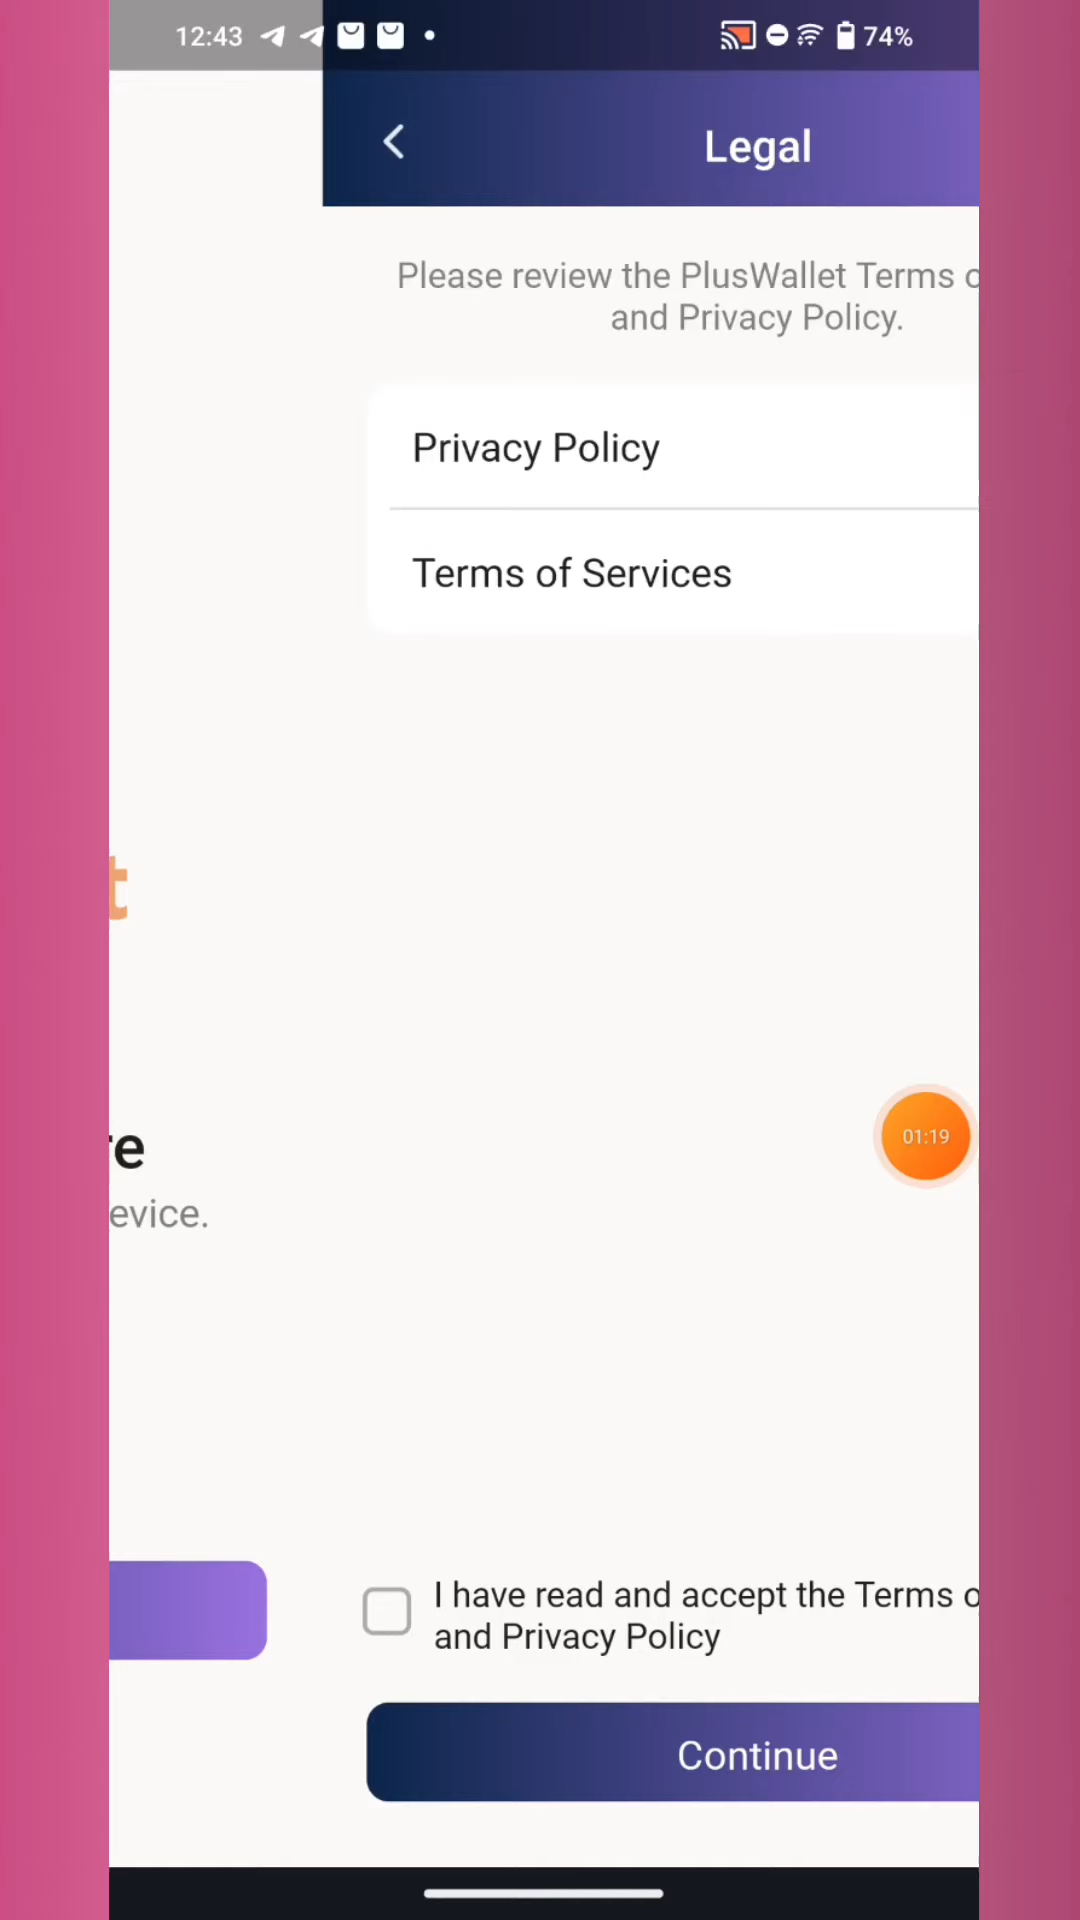 12:43
74%
Legal
Please review the PlusWallet Terms
and Privacy Policy.
Privacy Policy
Terms of Services
t
re
evice.
01:19
I have read and accept the Terms
and Privacy Policy
Continue